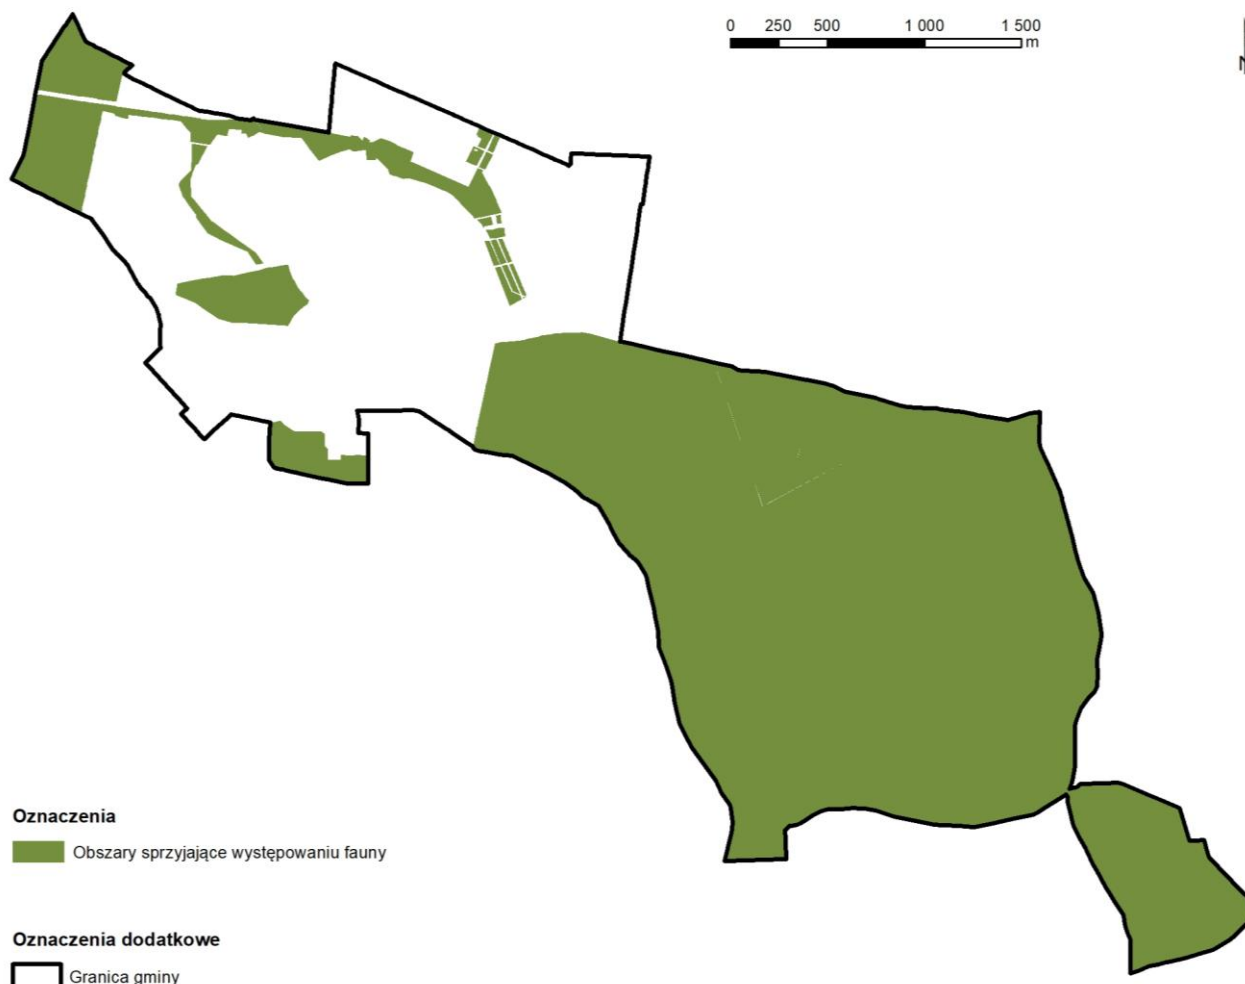 0 250 500 1 000 1 500
m
Oznaczenia
Obszary sprzyjające występowaniu fauny
Oznaczenia dodatkowe
Granica gminy